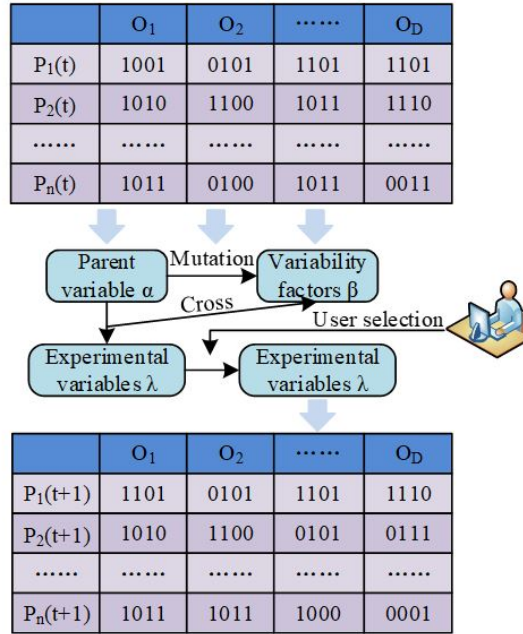 O1 O2 …… OD
P1(t) 1001 0101 1101 1101
P2(t) 1010 1100 1011 1110
…… …… …… …… ……
Pn(t) 1011 0100 1011 0011
Parent variable α
Mutation
Variability factors β
Cross
User selection
Experimental variables λ
Experimental variables λ
O1 O2 …… OD
P1(t+1) 1101 0101 1101 1110
P2(t+1) 1010 1100 0101 0111
…… …… …… …… ……
Pn(t+1) 1011 1011 1000 0001